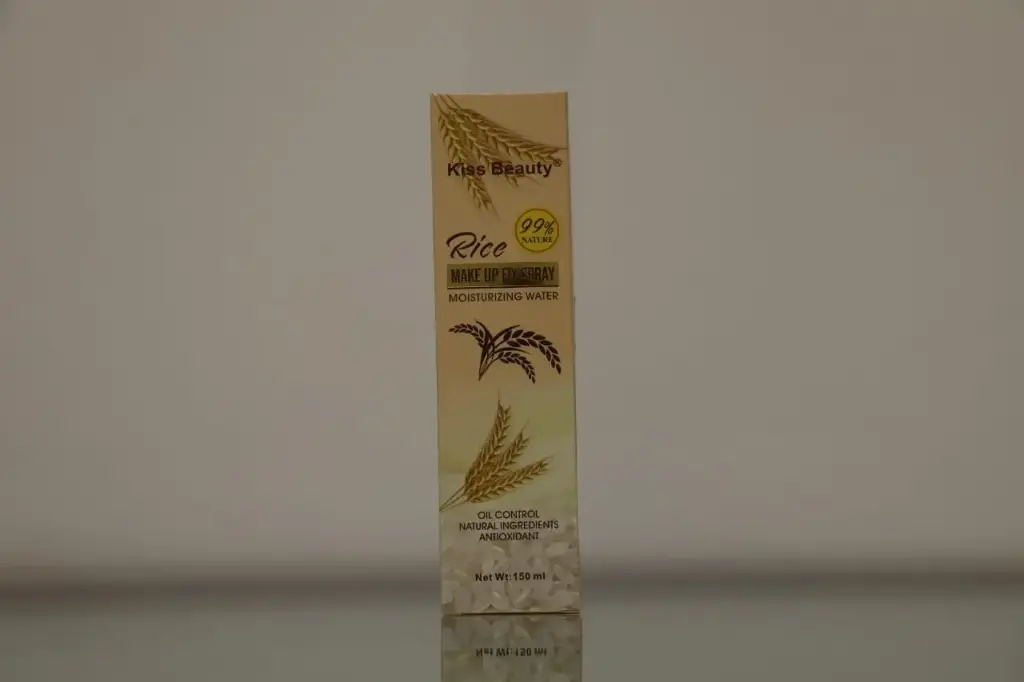 Kiss Beauty®
99%
NATURE
Rice
MAKE UP FIX SPRAY
MOISTURIZING WATER
OIL CONTROL
NATURAL INGREDIENTS
ANTIOXIDANT
Net Wt:150 ml